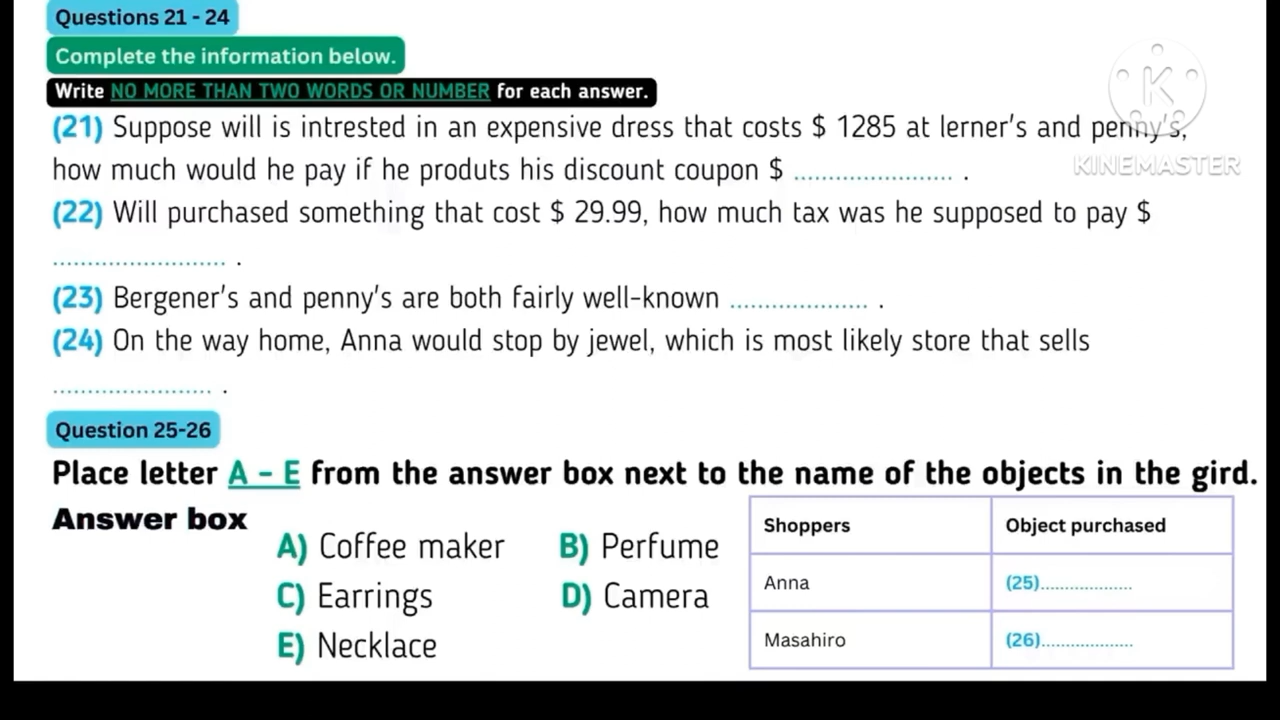 Questions 21 - 24
Complete the information below.
Write NO MORE THAN TWO WORDS OR NUMBER for each answer.
(21) Suppose will is intrested in an expensive dress that costs $ 1285 at lerner's and penny's,
how much would he pay if he produts his discount coupon $ ....................... .
(22) Will purchased something that cost $ 29.99, how much tax was he supposed to pay $
......................... .
(23) Bergener's and penny's are both fairly well-known .................... .
(24) On the way home, Anna would stop by jewel, which is most likely store that sells
....................... .
Question 25-26
Place letter A - E from the answer box next to the name of the objects in the gird.
Answer box
A) Coffee maker B) Perfume
C) Earrings D) Camera
E) Necklace
Shoppers Object purchased
Anna (25)..................
Masahiro (26)..................
K
KINEMASTER